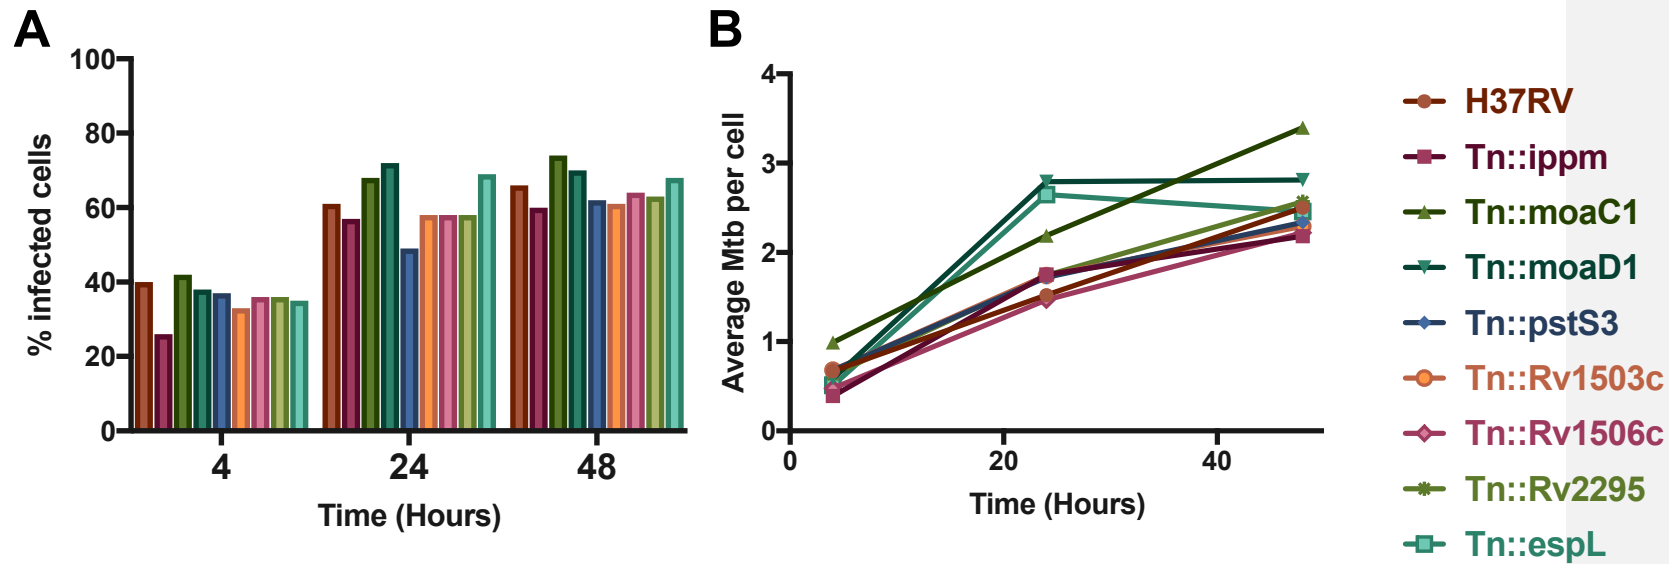 A
100
80
60
40
20
0
% infected cells
4 24 48
Time (Hours)
B
4
3
2
1
0
Average Mtb per cell
0 20 40
Time (Hours)
H37RV
Tn::ippm
Tn::moaC1
Tn::moaD1
Tn::pstS3
Tn::Rv1503c
Tn::Rv1506c
Tn::Rv2295
Tn::espL